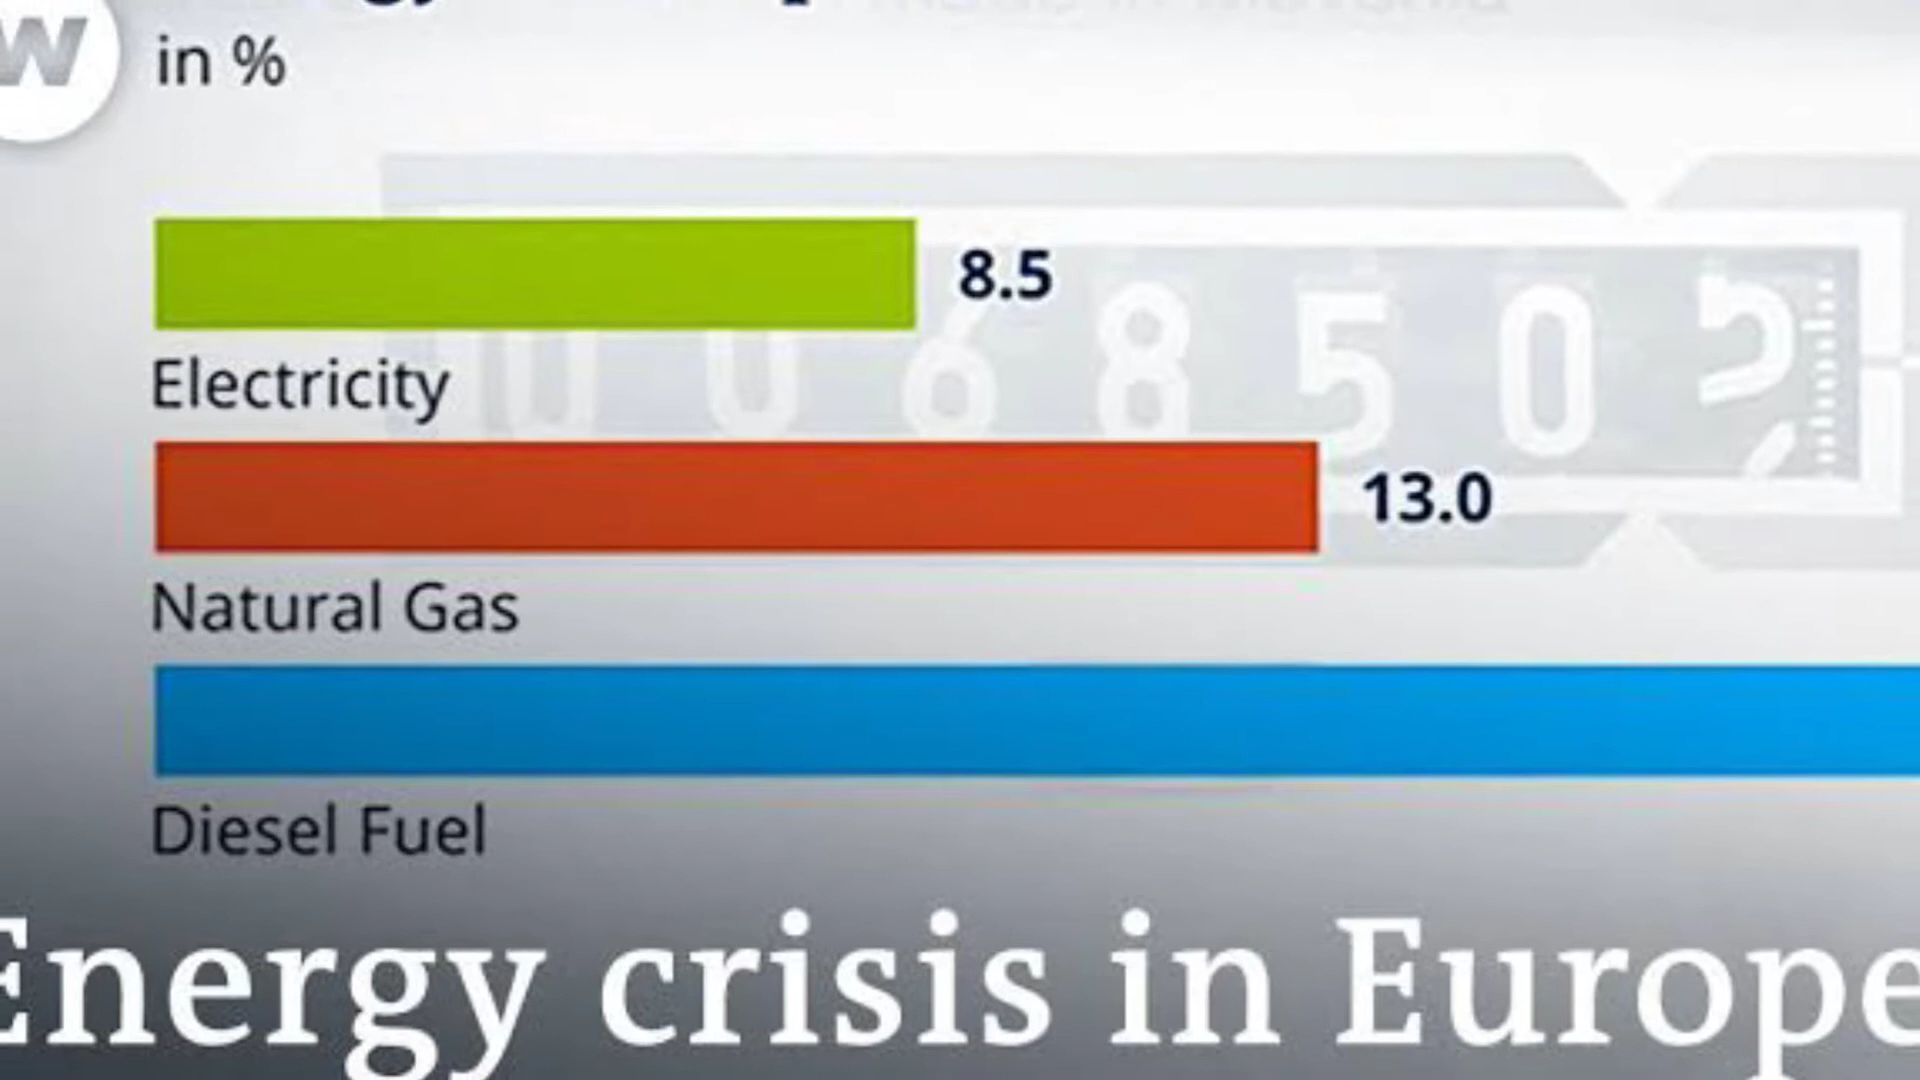 W
in %
8.5
Electricity
13.0
Natural Gas
Diesel Fuel
Energy crisis in Europe